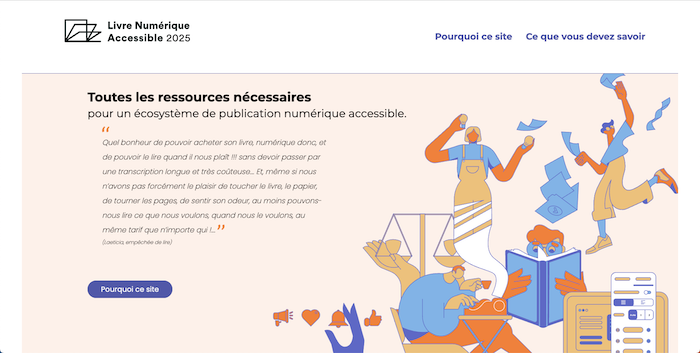 Livre Numérique
Accessible 2025
Pourquoi ce site
Ce que vous devez savoir
Toutes les ressources nécessaires
pour un écosystème de publication numérique accessible.
“ Quel bonheur de pouvoir acheter son livre, numérique donc, et
de pouvoir le lire quand il nous plaît !!! sans devoir passer par
une transcription longue et très coûteuse... Et, même si nous
n'avons pas forcément le plaisir de toucher le livre, le papier,
de tourner les pages, de sentir son odeur, au moins pouvons-
nous lire ce que nous voulons, quand nous le voulons, au
même tarif que n'importe qui !... ”
(Laeticia, empêchée de lire)
Pourquoi ce site